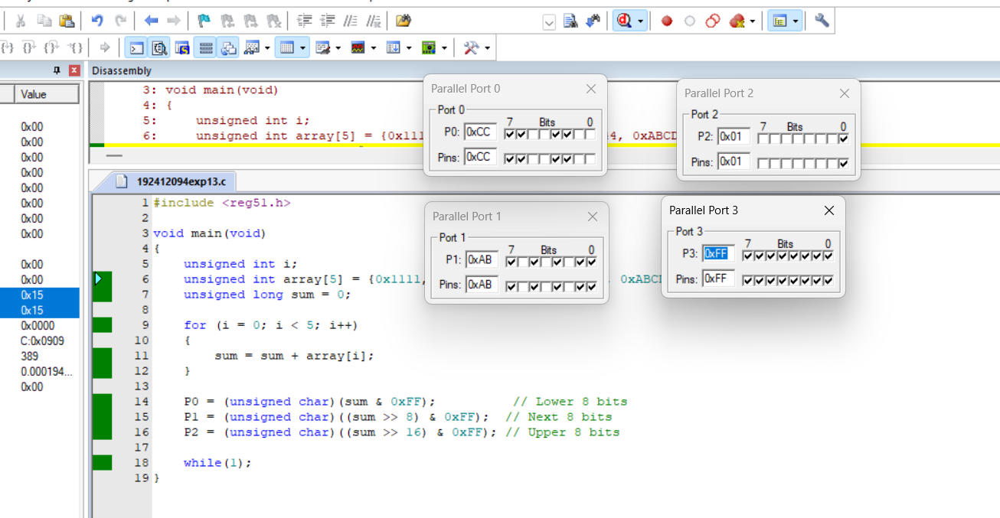 Disassembly
Value
0x00
0x00
0x00
0x00
0x00
0x00
0x00
0x00
0x00
0x00
0x15
0x15
0x0000
C:0x0909
389
0.000194...
0x00
3: void main(void)
4: {
5: unsigned int i;
6: unsigned int array[5] = {0x111 4, 0xABCD
192412094exp13.c
1 #include <reg51.h>
2
3 void main(void)
4 {
5 unsigned int i;
6 unsigned int array[5] = {0x1111, , 0xABCD
7 unsigned long sum = 0;
8
9 for (i = 0; i < 5; i++)
10 {
11 sum = sum + array[i];
12 }
13
14 P0 = (unsigned char)(sum & 0xFF); // Lower 8 bits
15 P1 = (unsigned char)((sum >> 8) & 0xFF); // Next 8 bits
16 P2 = (unsigned char)((sum >> 16) & 0xFF); // Upper 8 bits
17
18 while(1);
19 }
Parallel Port 0
Port 0
7 Bits 0
P0: 0xCC
Pins: 0xCC
Parallel Port 2
Port 2
7 Bits 0
P2: 0x01
Pins: 0x01
Parallel Port 1
Port 1
7 Bits 0
P1: 0xAB
Pins: 0xAB
Parallel Port 3
Port 3
7 Bits 0
P3: 0xFF
Pins: 0xFF